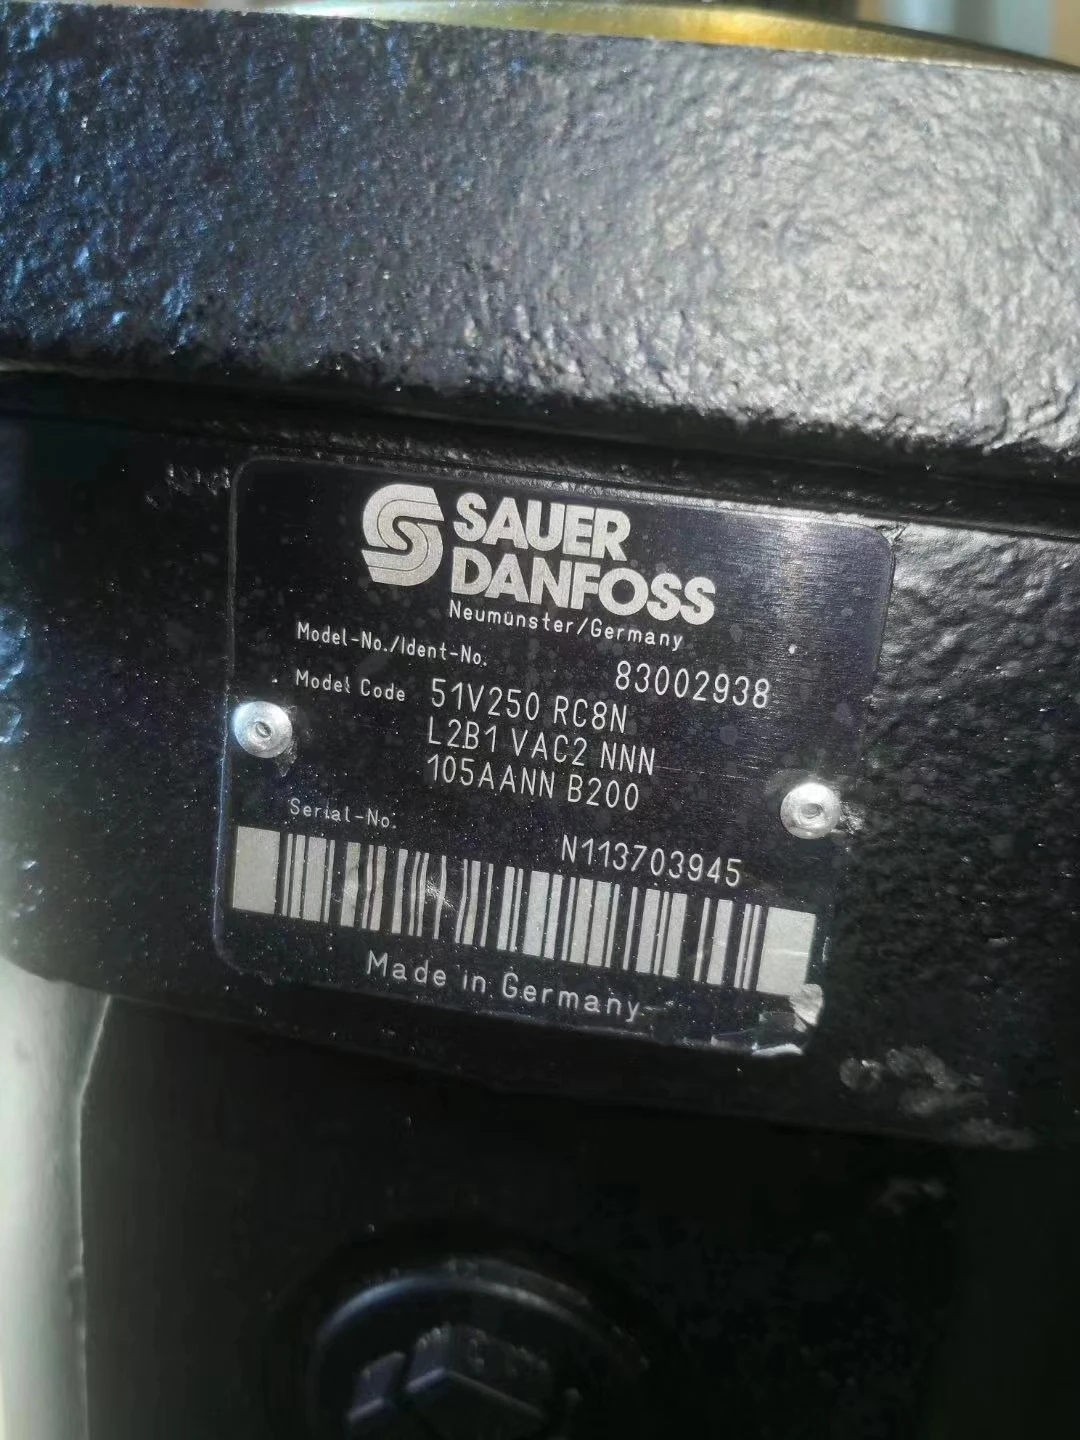 SAUER
DANFOSS
Neumünster/Germany
Model-No./Ident-No. 83002938
Model Code 51V250 RC8N
L2B1 VAC2 NNN
105AANN B200
Serial-No. N113703945
Made in Germany